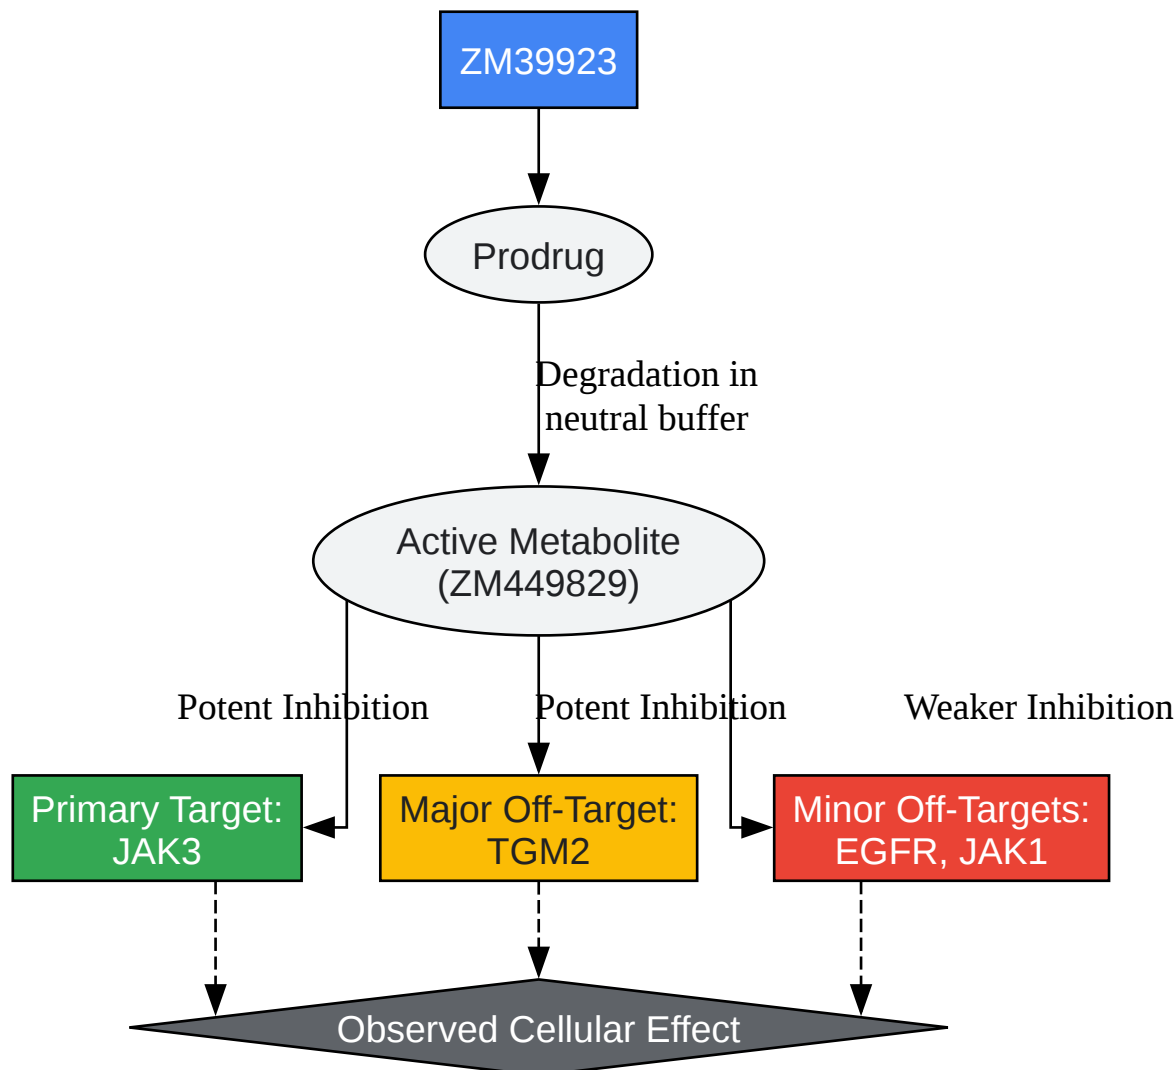 ZM39923
Prodrug
Degradation in
neutral buffer
Active Metabolite
(ZM449829)
Potent Inhibition
Potent Inhibition
Weaker Inhibition
Primary Target:
JAK3
Major Off-Target:
TGM2
Minor Off-Targets:
EGFR, JAK1
Observed Cellular Effect